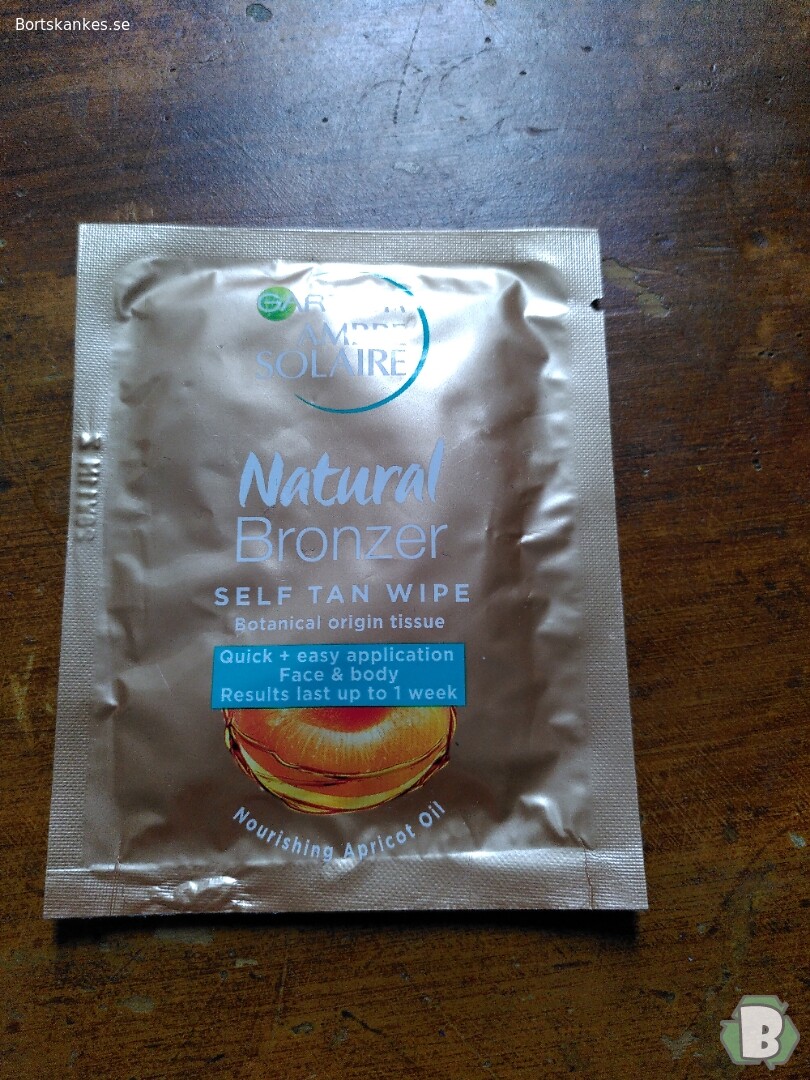 Bortskankes.se
GARNIER
AMBRE
SOLAIRE
Natural
Bronzer
SELF TAN WIPE
Botanical origin tissue
Quick + easy application
Face & body
Results last up to 1 week
Nourishing Apricot Oil
B